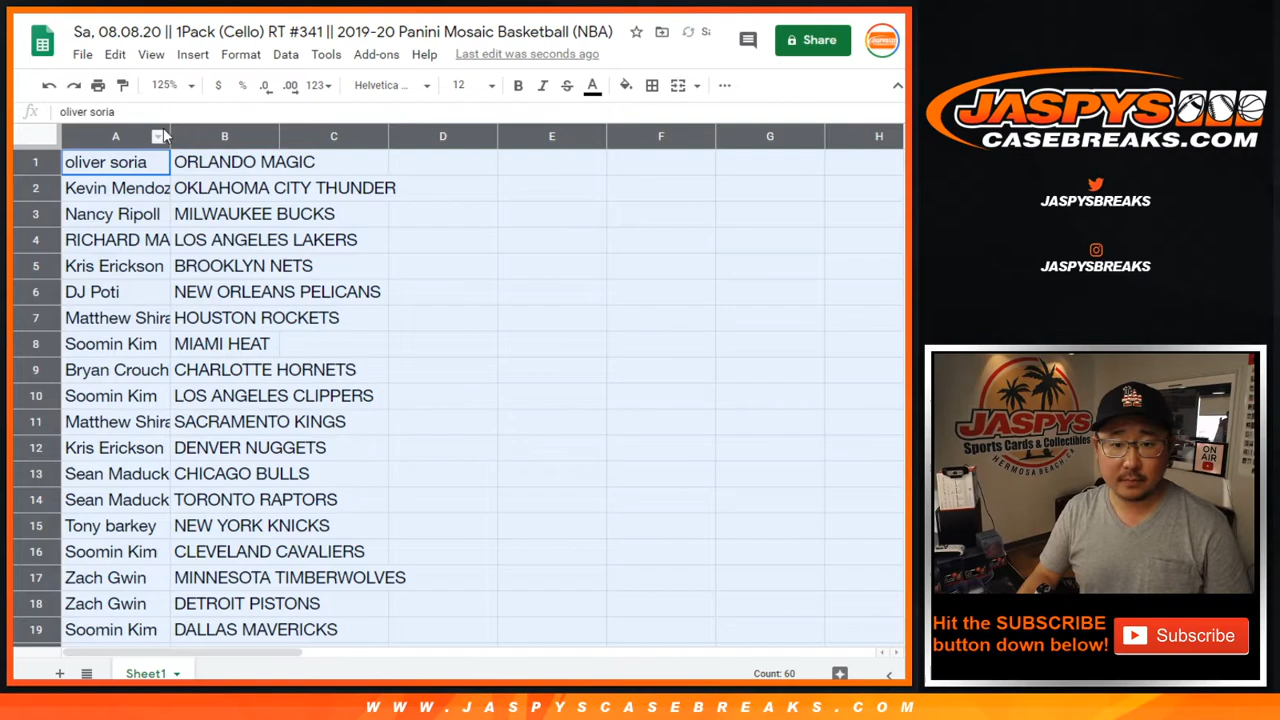 Sa, 08.08.20 || 1Pack (Cello) RT #341 || 2019-20 Panini Mosaic Basketball (NBA)
File Edit View Insert Format Data Tools Add-ons Help Last edit was seconds ago
Share
125% $ % .0 .00 123 Helvetica ... 12 B I S A
fx oliver soria
A B C D E F G H
1 oliver soria ORLANDO MAGIC
2 Kevin Mendoz OKLAHOMA CITY THUNDER
3 Nancy Ripoll MILWAUKEE BUCKS
4 RICHARD MA LOS ANGELES LAKERS
5 Kris Erickson BROOKLYN NETS
6 DJ Poti NEW ORLEANS PELICANS
7 Matthew Shira HOUSTON ROCKETS
8 Soomin Kim MIAMI HEAT
9 Bryan Crouch CHARLOTTE HORNETS
10 Soomin Kim LOS ANGELES CLIPPERS
11 Matthew Shira SACRAMENTO KINGS
12 Kris Erickson DENVER NUGGETS
13 Sean Maduck CHICAGO BULLS
14 Sean Maduck TORONTO RAPTORS
15 Tony barkey NEW YORK KNICKS
16 Soomin Kim CLEVELAND CAVALIERS
17 Zach Gwin MINNESOTA TIMBERWOLVES
18 Zach Gwin DETROIT PISTONS
19 Soomin Kim DALLAS MAVERICKS
Sheet1
Count: 60
JASPYS
CASEBREAKS.COM
JASPYSBREAKS
JASPYSBREAKS
JASPYS
Sports Cards & Collectibles
HERMOSA BEACH, CA
ON AIR
Hit the SUBSCRIBE
button down below!
Subscribe
WWW.JASPYSCASEBREAKS.COM